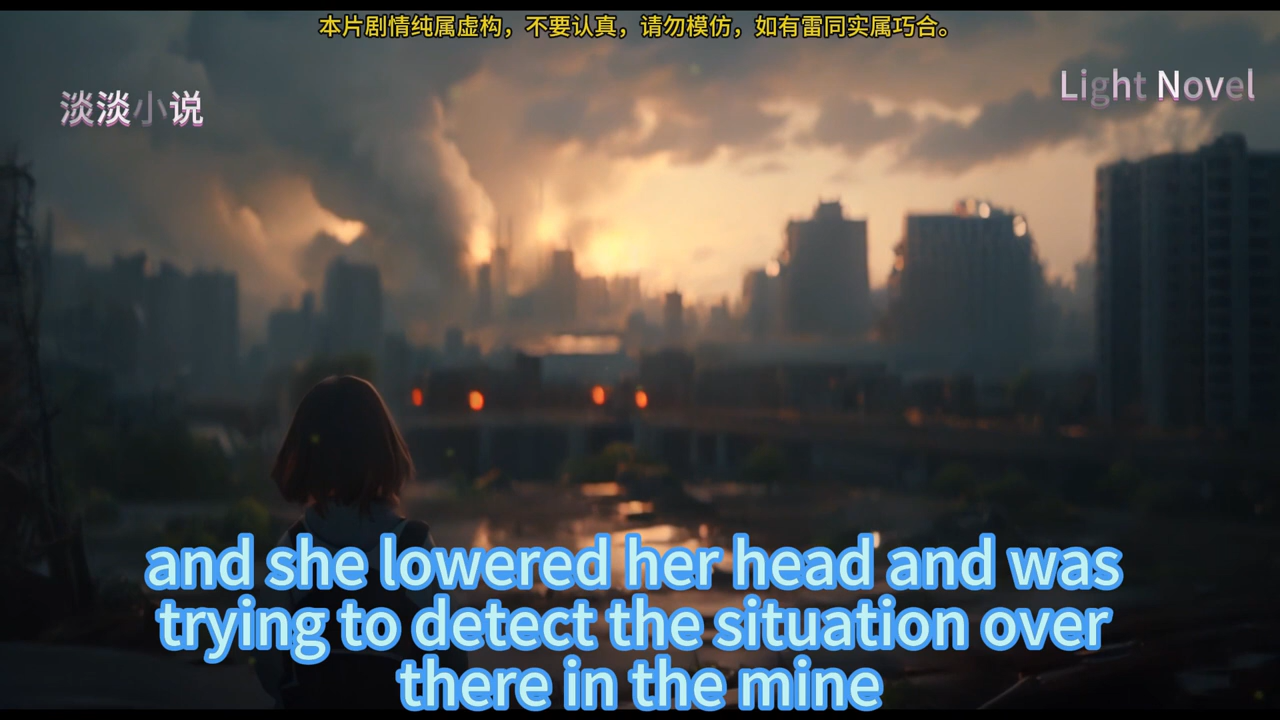 本片剧情纯属虚构，不要认真，请勿模仿，如有雷同实属巧合。
淡淡小说
Light Novel
and she lowered her head and was
trying to detect the situation over
there in the mine